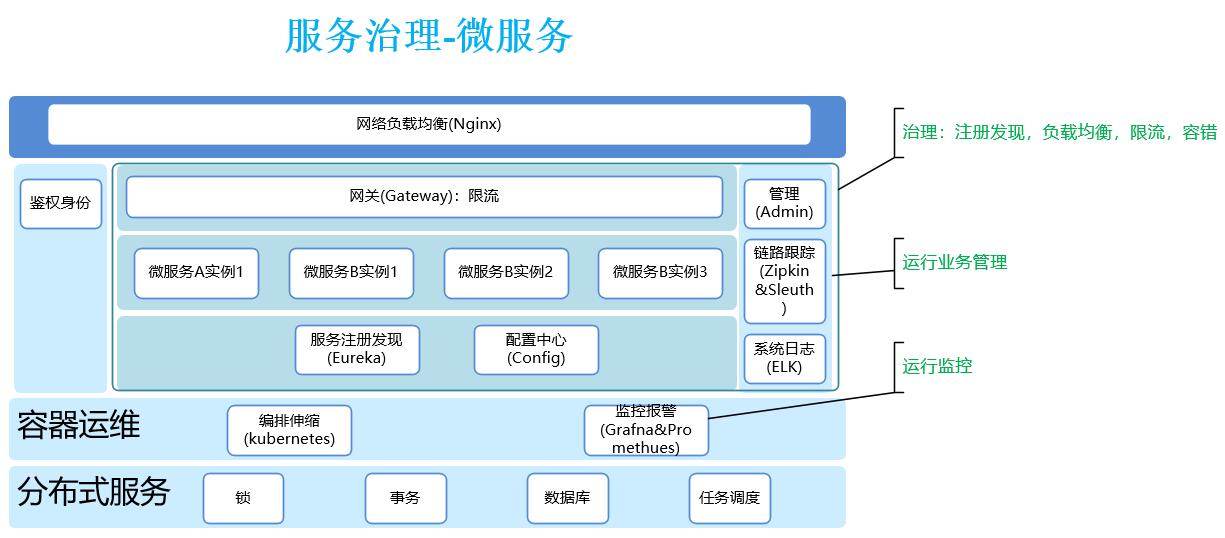 服务治理-微服务
网络负载均衡(Nginx)
治理：注册发现，负载均衡，限流，容错
鉴权身份
网关(Gateway)：限流
管理
(Admin)
微服务A实例1
微服务B实例1
微服务B实例2
微服务B实例3
链路跟踪
(Zipkin
&Sleuth
)
运行业务管理
服务注册发现
(Eureka)
配置中心
(Config)
系统日志
(ELK)
运行监控
容器运维
编排伸缩
(kubernetes)
监控报警
(Grafna&Pro
methues)
分布式服务
锁
事务
数据库
任务调度